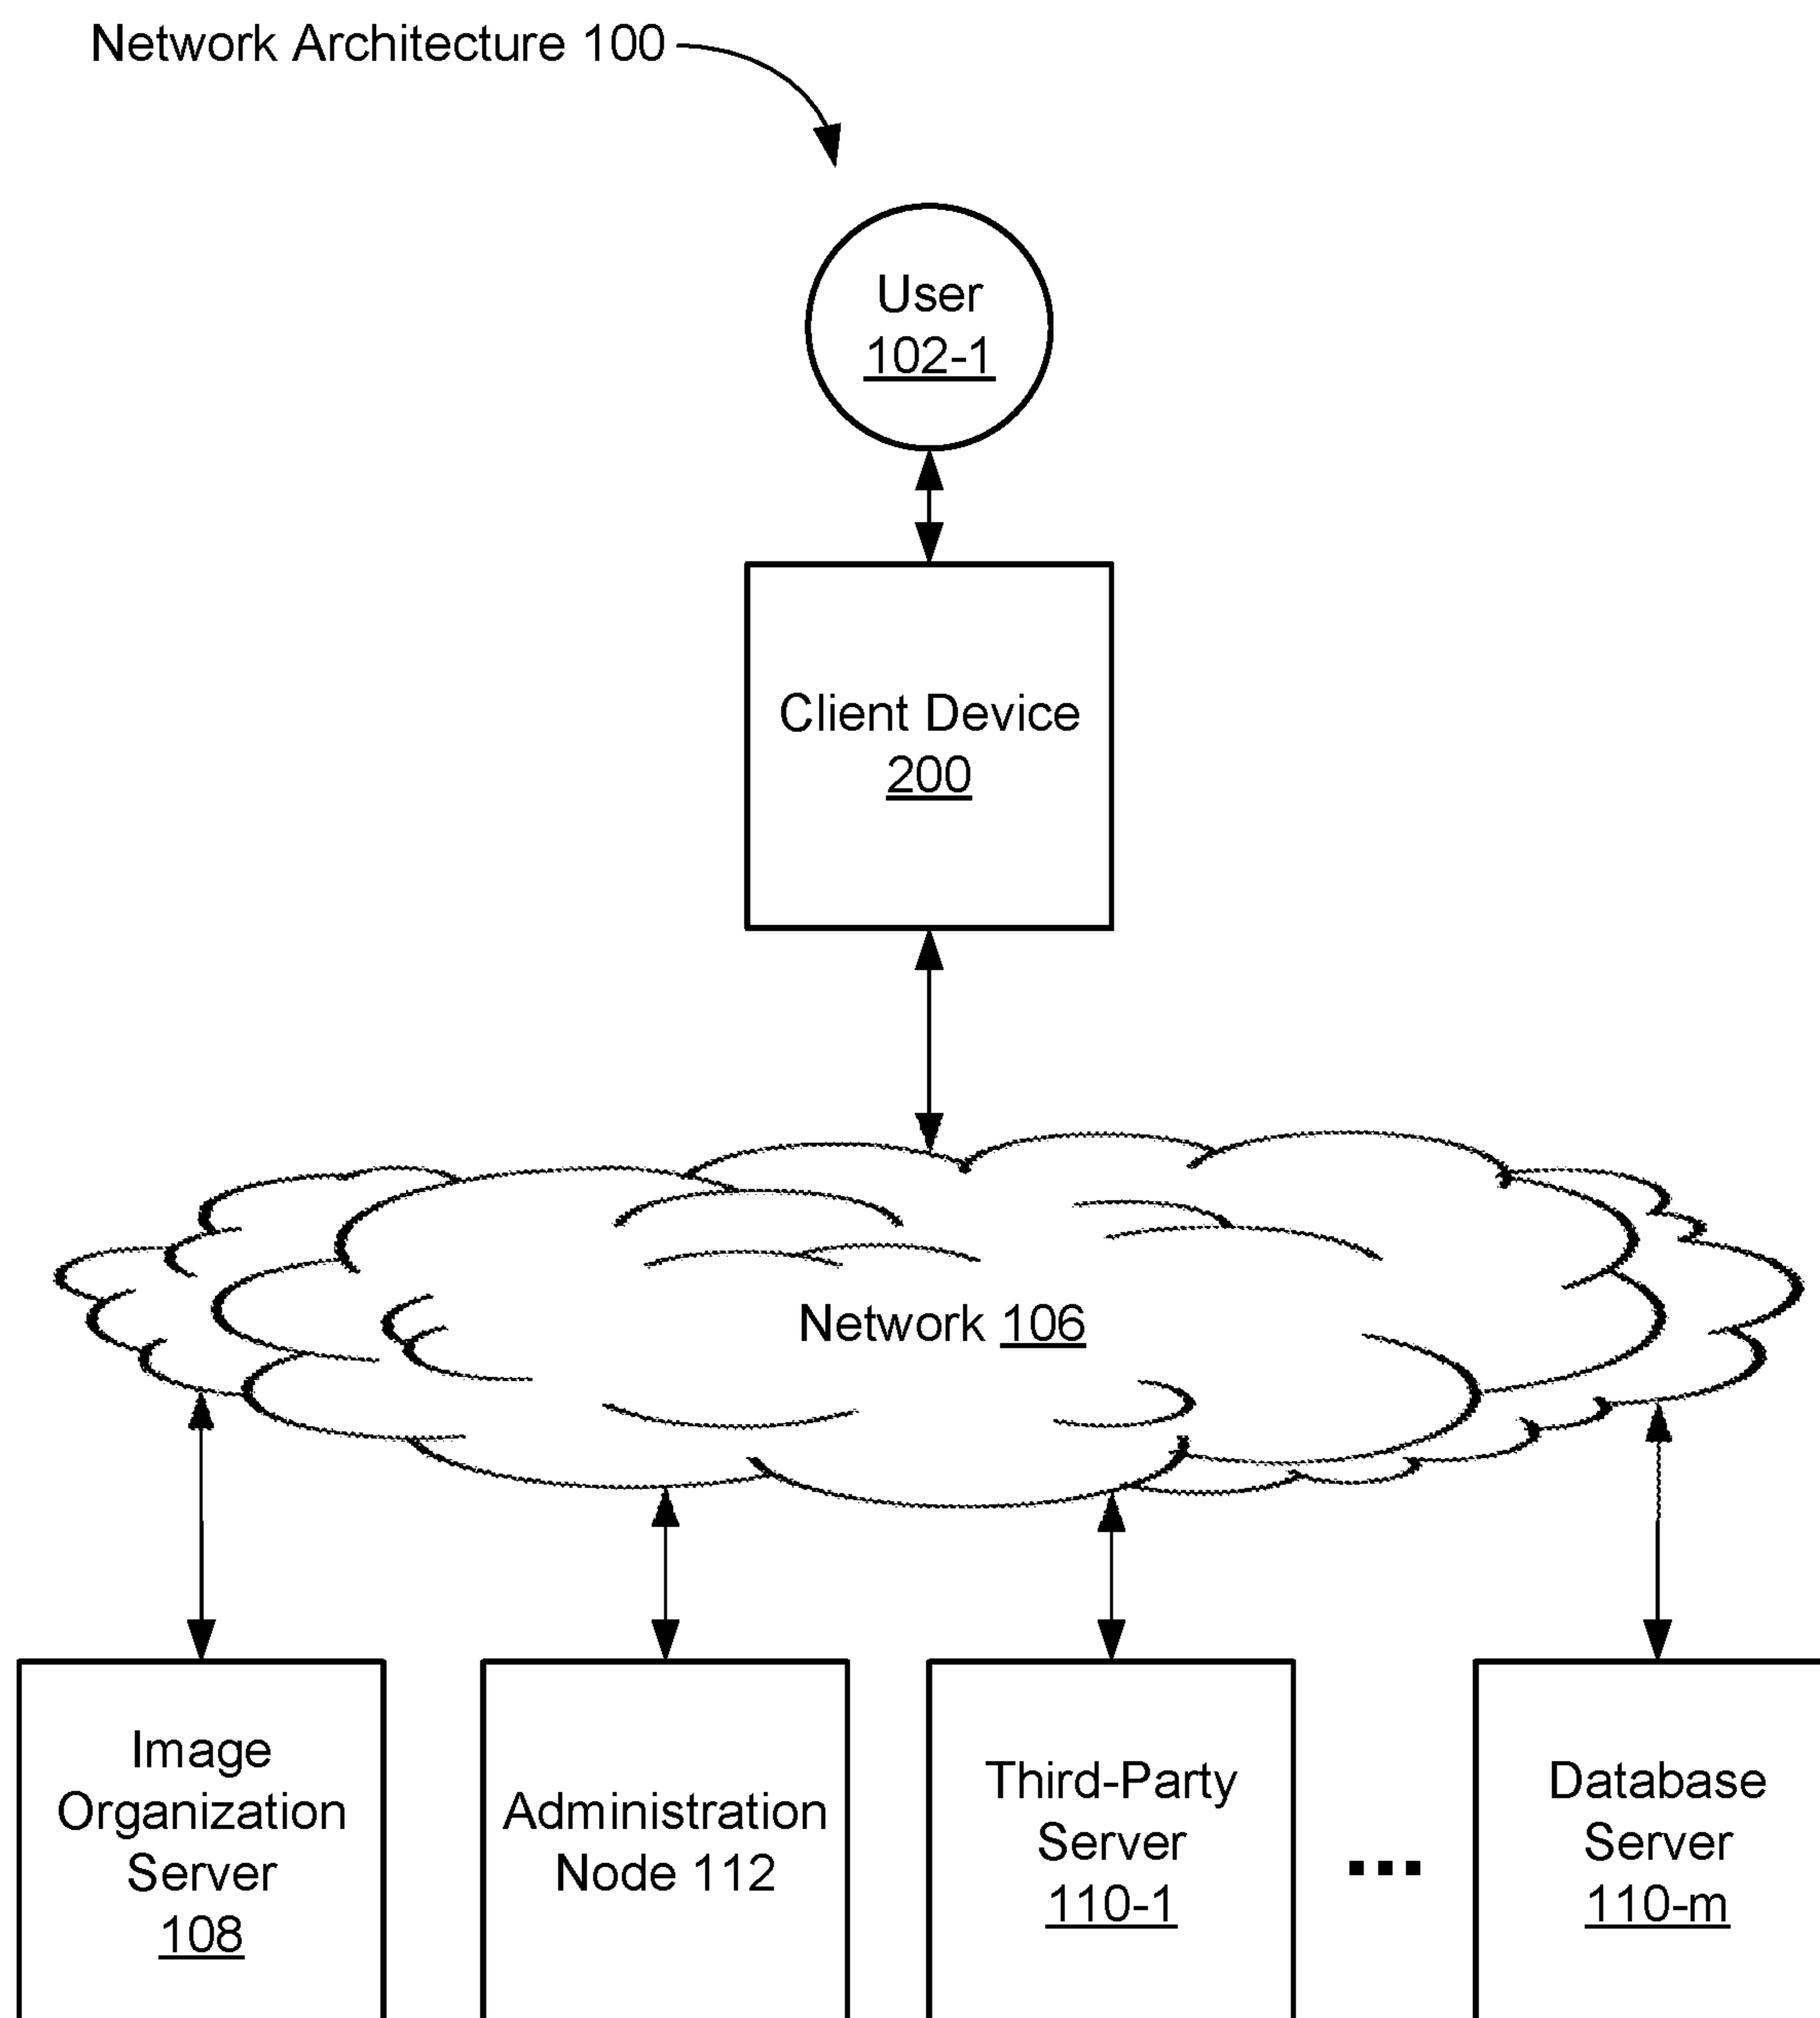 Network Architecture 100
User
102-1
Client Device
200
Network 106
Image
Organization
Server
108
Administration
Node 112
Third-Party
Server
110-1
...
Database
Server
110-m